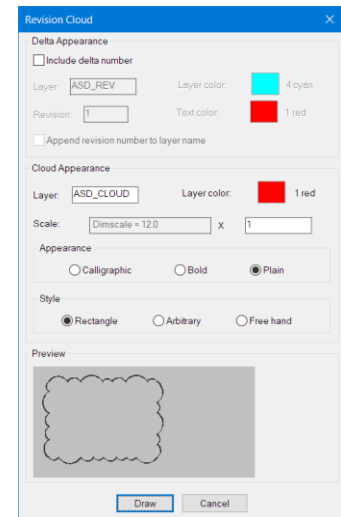 Revision Cloud
Delta Appearance
Include delta number
Layer: ASD_REV Layer color: 4 cyan
Revision: 1 Text color: 1 red
Append revision number to layer name
Cloud Appearance
Layer: ASD_CLOUD Layer color: 1 red
Scale: Dimscale = 12.0 X 1
Appearance
Calligraphic Bold Plain
Style
Rectangle Arbitrary Free hand
Preview
Draw Cancel